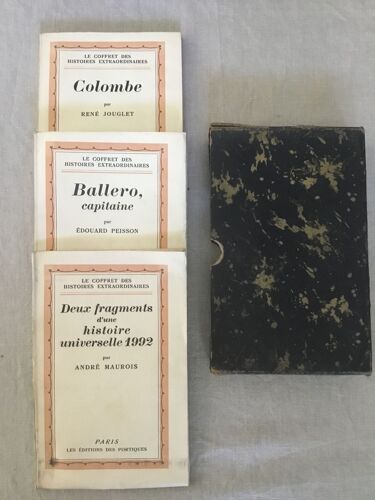 LE COFFRET DES
HISTOIRES EXTRAORDINAIRES
Colombe
par
RENÉ JOUGLET
LE COFFRET DES
HISTOIRES EXTRAORDINAIRES
Ballero,
capitaine
par
ÉDOUARD PEISSON
LE COFFRET DES
HISTOIRES EXTRAORDINAIRES
Deux fragments
d'une
histoire
universelle 1992
par
ANDRÉ MAUROIS
PARIS
LES ÉDITIONS DES PORTIQUES